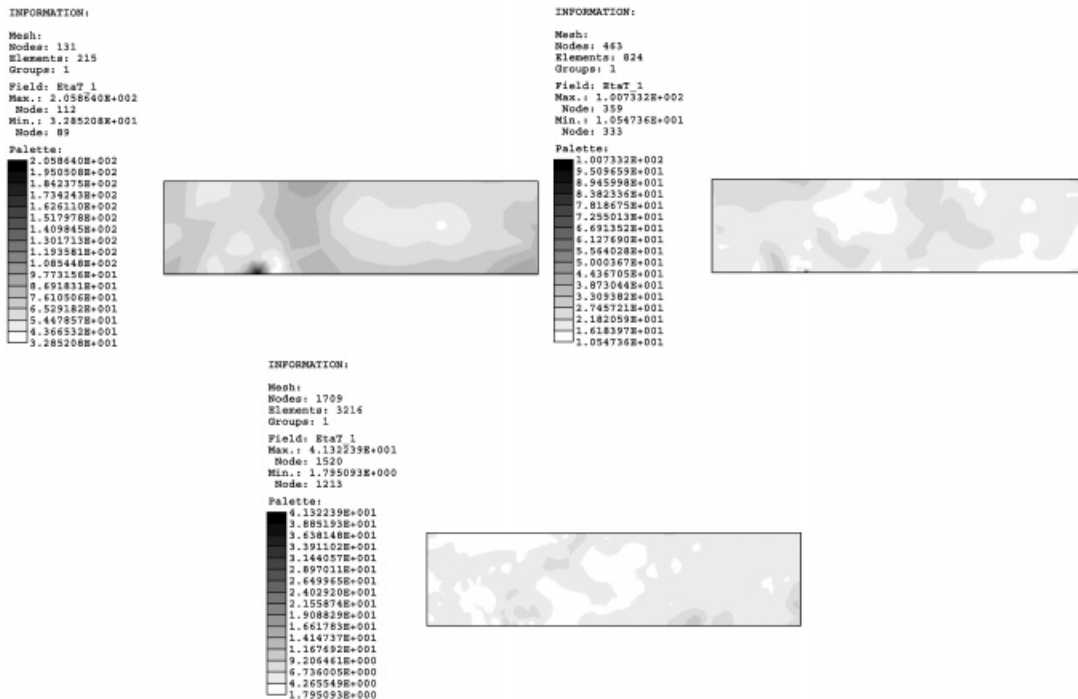 INFORMATION:
Mesh:
Nodes: 131
Elements: 215
Groups: 1
Field: EtaT_1
Max.: 2.058640E+002
Node: 112
Min.: 3.285208E+001
Node: 89
Palette:
2.058640E+002
1.950508E+002
1.842375E+002
1.734243E+002
1.626110E+002
1.517978E+002
1.409845E+002
1.301713E+002
1.193581E+002
1.085448E+002
9.773156E+001
8.691831E+001
7.610506E+001
6.529182E+001
5.447857E+001
4.366532E+001
3.285208E+001
INFORMATION:
Mesh:
Nodes: 463
Elements: 824
Groups: 1
Field: EtaT_1
Max.: 1.007332E+002
Node: 359
Min.: 1.054736E+001
Node: 333
Palette:
1.007332E+002
9.509659E+001
8.945998E+001
8.382336E+001
7.818675E+001
7.255013E+001
6.691352E+001
6.127690E+001
5.564028E+001
5.000367E+001
4.436705E+001
3.873044E+001
3.309382E+001
2.745721E+001
2.182059E+001
1.618397E+001
1.054736E+001
INFORMATION:
Mesh:
Nodes: 1709
Elements: 3216
Groups: 1
Field: EtaT_1
Max.: 4.132239E+001
Node: 1520
Min.: 1.795093E+000
Node: 1213
Palette:
4.132239E+001
3.885193E+001
3.638148E+001
3.391102E+001
3.144057E+001
2.897011E+001
2.649965E+001
2.402920E+001
2.155874E+001
1.908829E+001
1.661783E+001
1.414737E+001
1.167692E+001
9.206461E+000
6.736005E+000
4.265549E+000
1.795093E+000